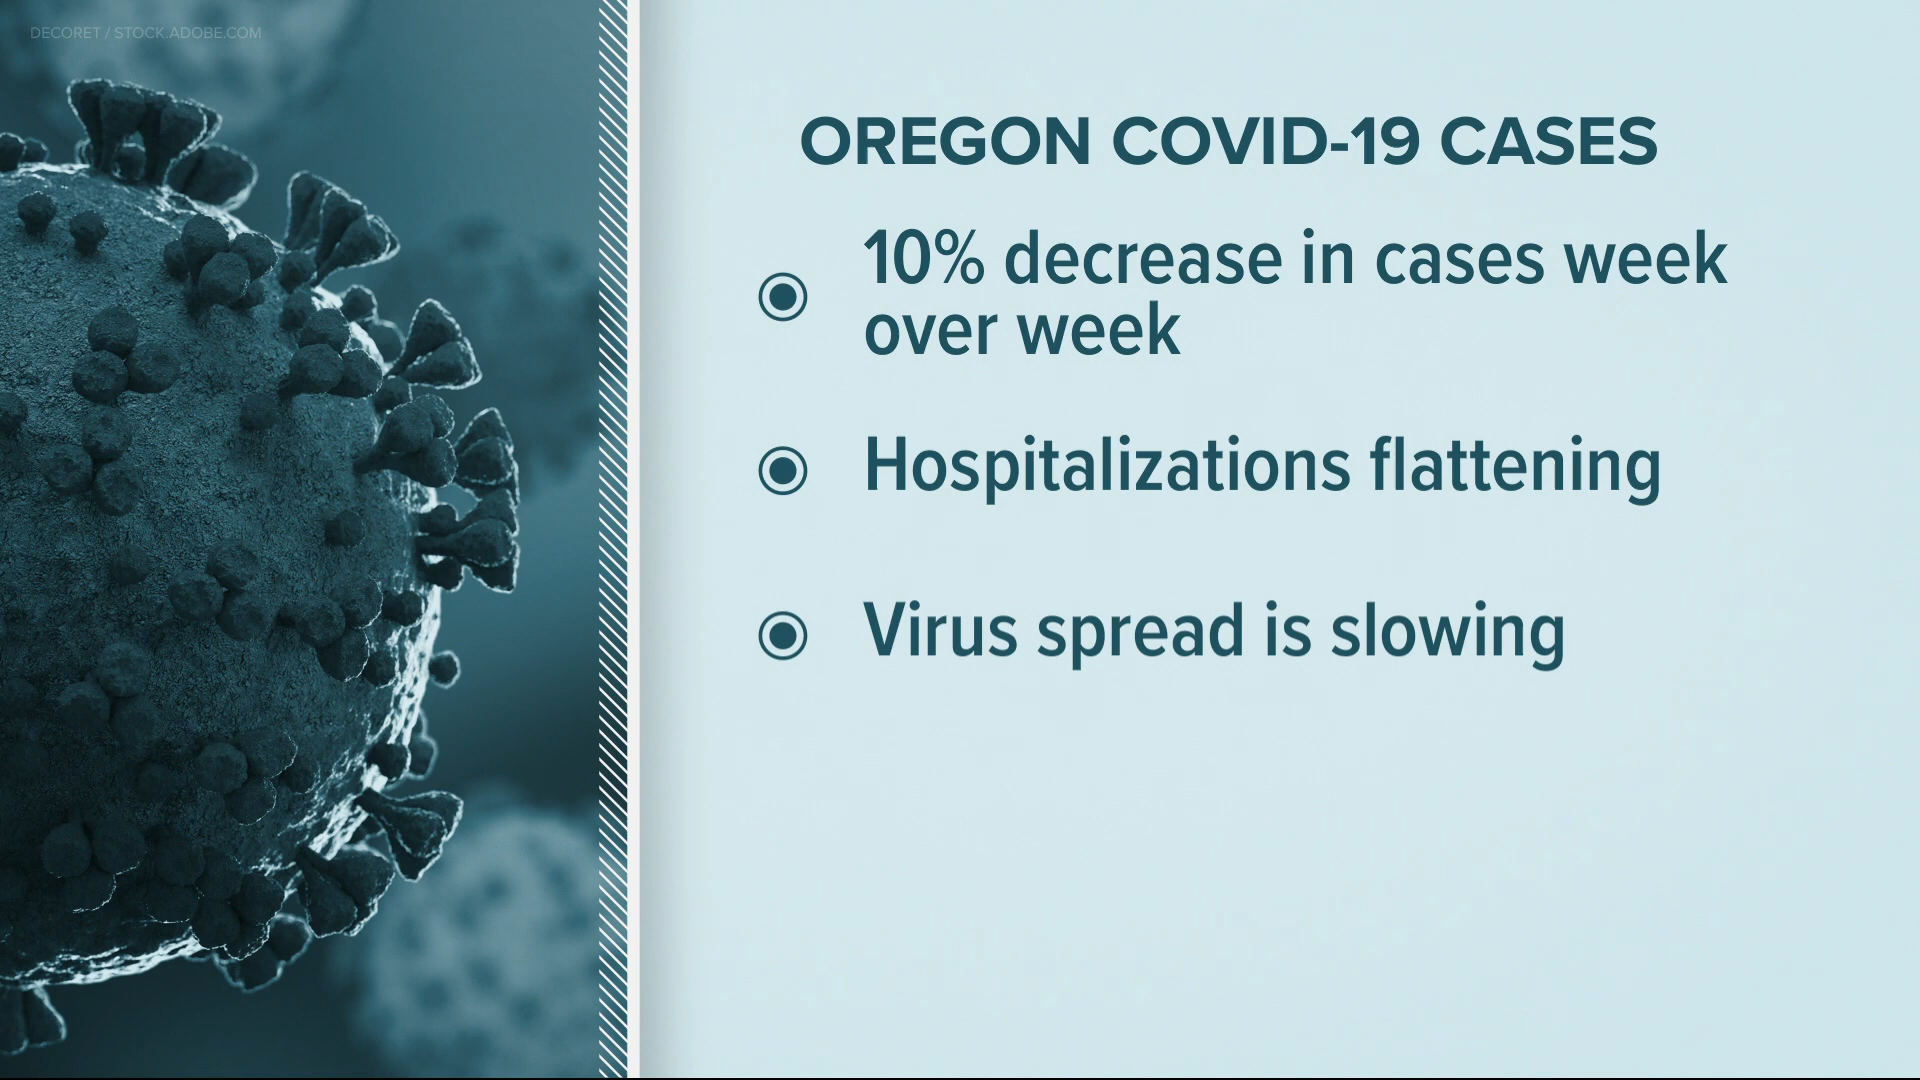 DECORET / STOCK.ADOBE.COM
OREGON COVID-19 CASES
10% decrease in cases week
over week
Hospitalizations flattening
Virus spread is slowing